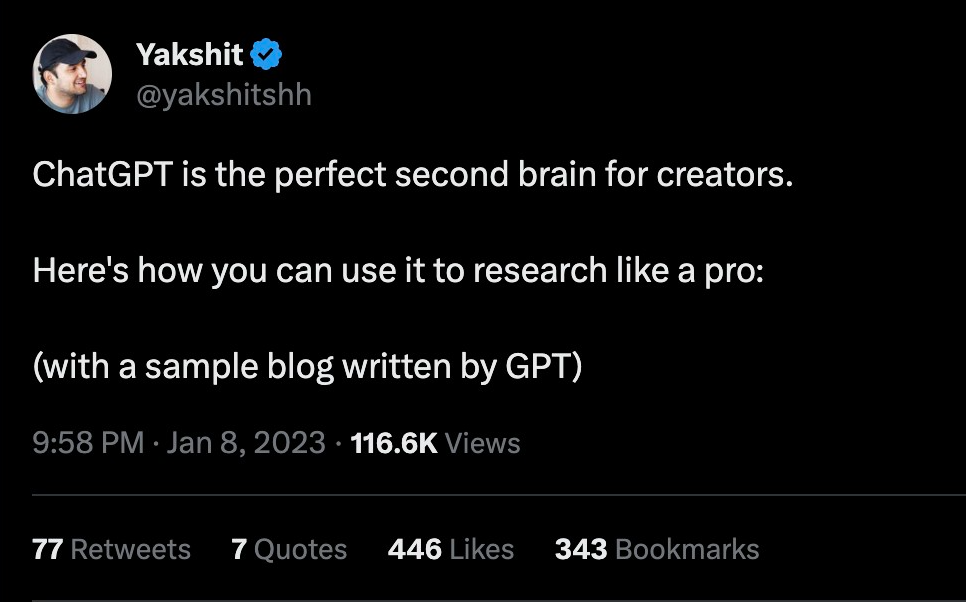 Yakshit
@yakshitshh
ChatGPT is the perfect second brain for creators.
Here's how you can use it to research like a pro:
(with a sample blog written by GPT)
9:58 PM · Jan 8, 2023 · 116.6K Views
77 Retweets 7 Quotes 446 Likes 343 Bookmarks